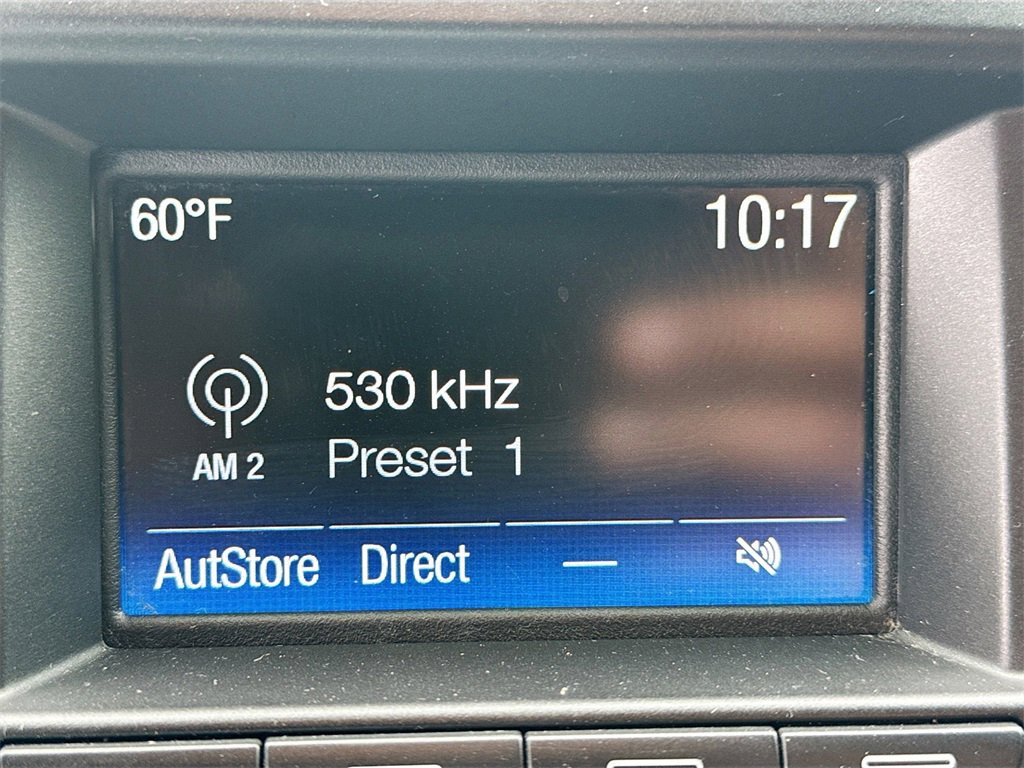 60°F 10:17
530 kHz
AM 2 Preset 1
AutStore Direct —